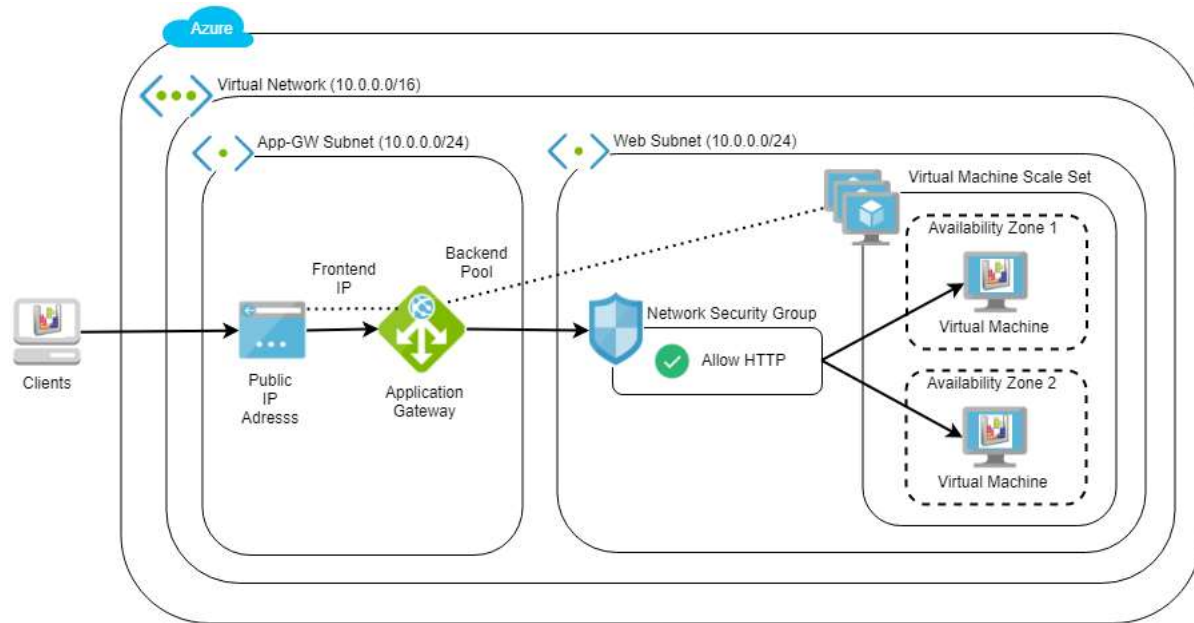 Azure
Virtual Network (10.0.0.0/16)
App-GW Subnet (10.0.0.0/24)
Web Subnet (10.0.0.0/24)
Virtual Machine Scale Set
Availability Zone 1
Virtual Machine
Backend
Pool
Frontend
IP
Network Security Group
Allow HTTP
Clients
Public
IP
Adresss
Application
Gateway
Availability Zone 2
Virtual Machine